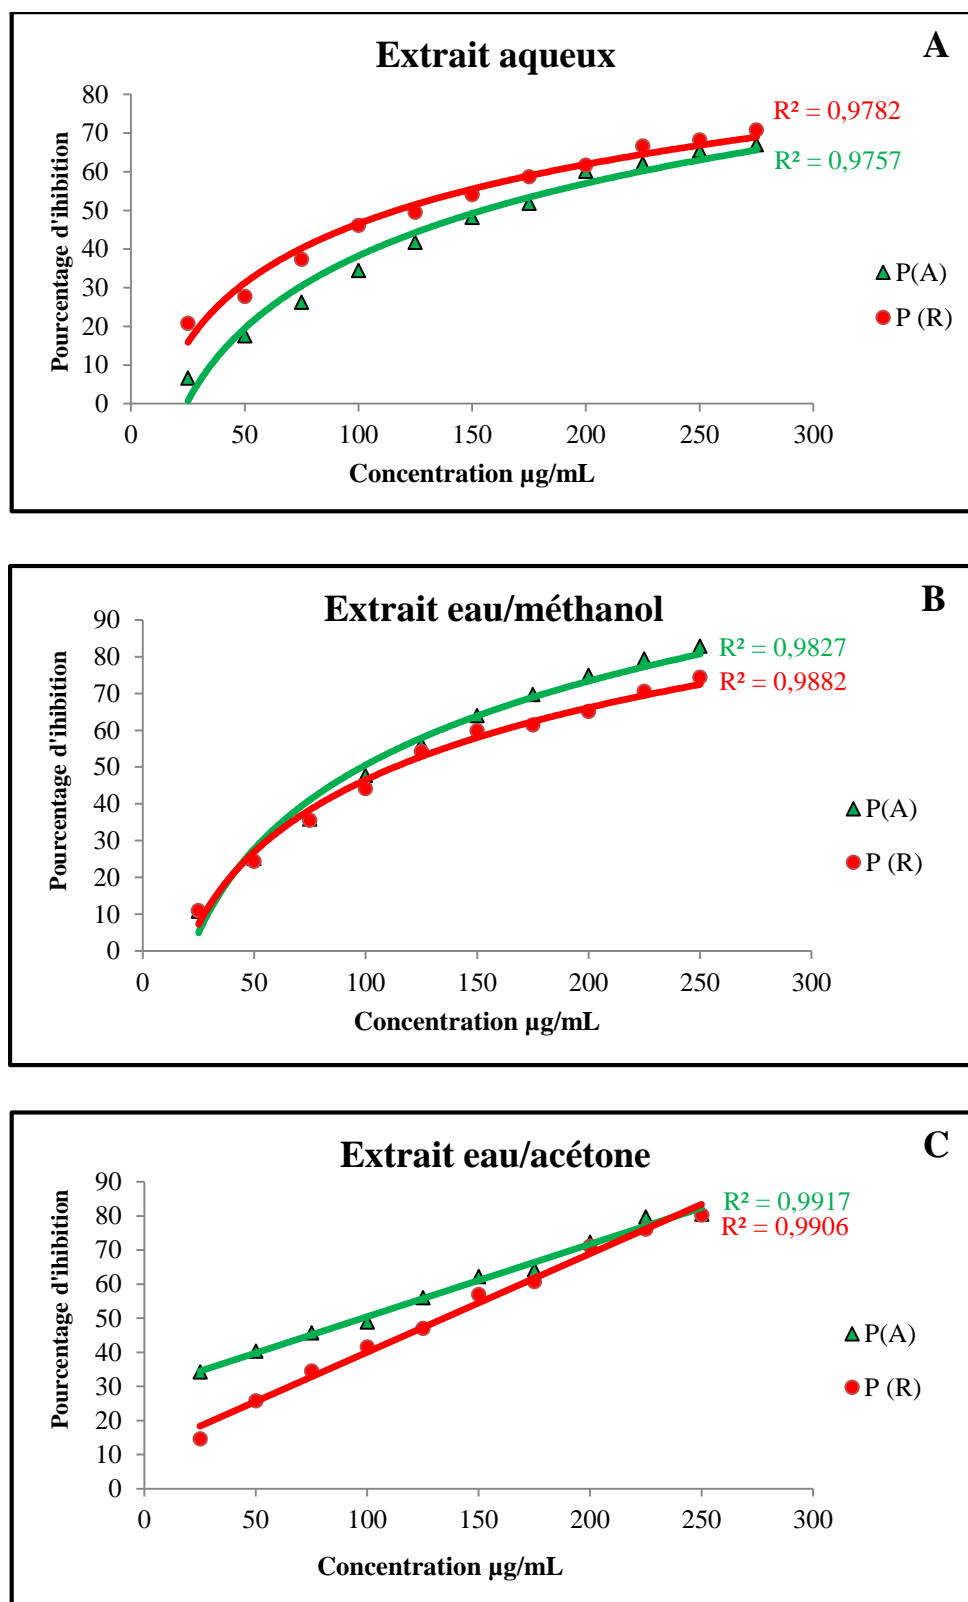 A
Extrait aqueux
80
70
60
50
40
30
20
10
0
0 50 100 150 200 250 300
Pourcentage d'ihibition
Concentration µg/mL
R² = 0,9782
R² = 0,9757
P(A)
P (R)
B
Extrait eau/méthanol
90
80
70
60
50
40
30
20
10
0
0 50 100 150 200 250 300
Pourcentage d'ihibition
Concentration µg/mL
R² = 0,9827
R² = 0,9882
P(A)
P (R)
C
Extrait eau/acétone
90
80
70
60
50
40
30
20
10
0
0 50 100 150 200 250 300
Pourcentage d'ihibition
Concentration µg/mL
R² = 0,9917
R² = 0,9906
P(A)
P (R)